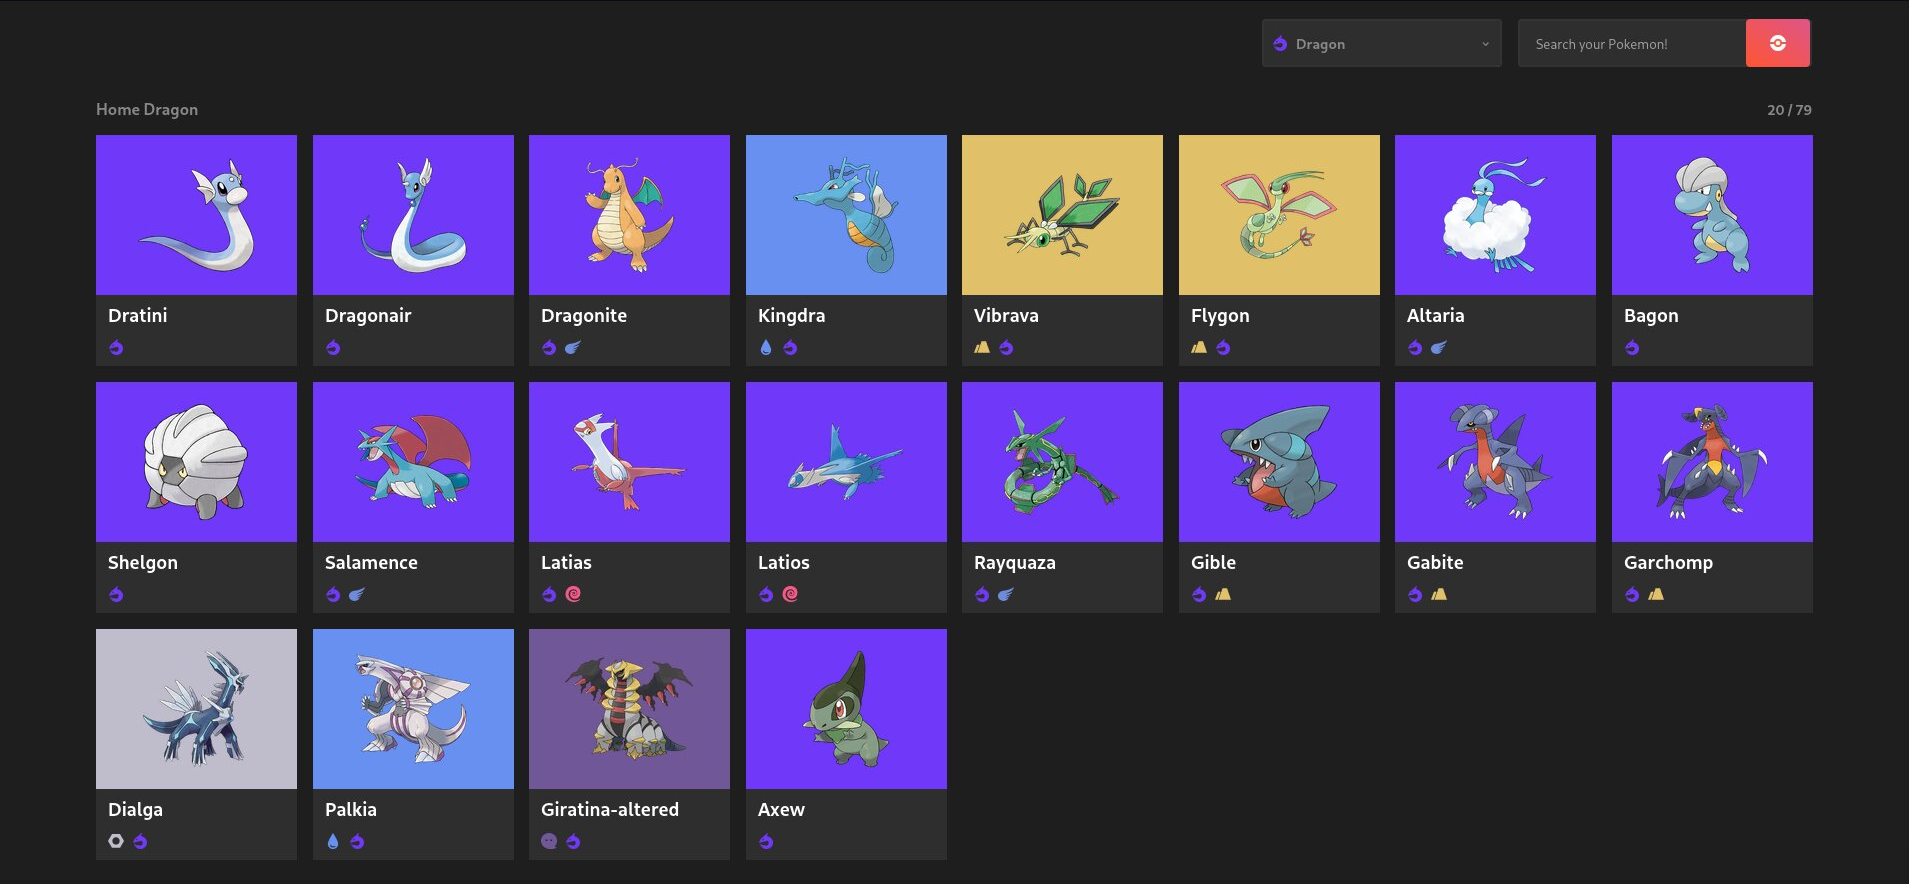 Dragon
Search your Pokemon!
Home Dragon
20 / 79
Dratini
Dragonair
Dragonite
Kingdra
Vibrava
Flygon
Altaria
Bagon
Shelgon
Salamence
Latias
Latios
Rayquaza
Gible
Gabite
Garchomp
Dialga
Palkia
Giratina-altered
Axew